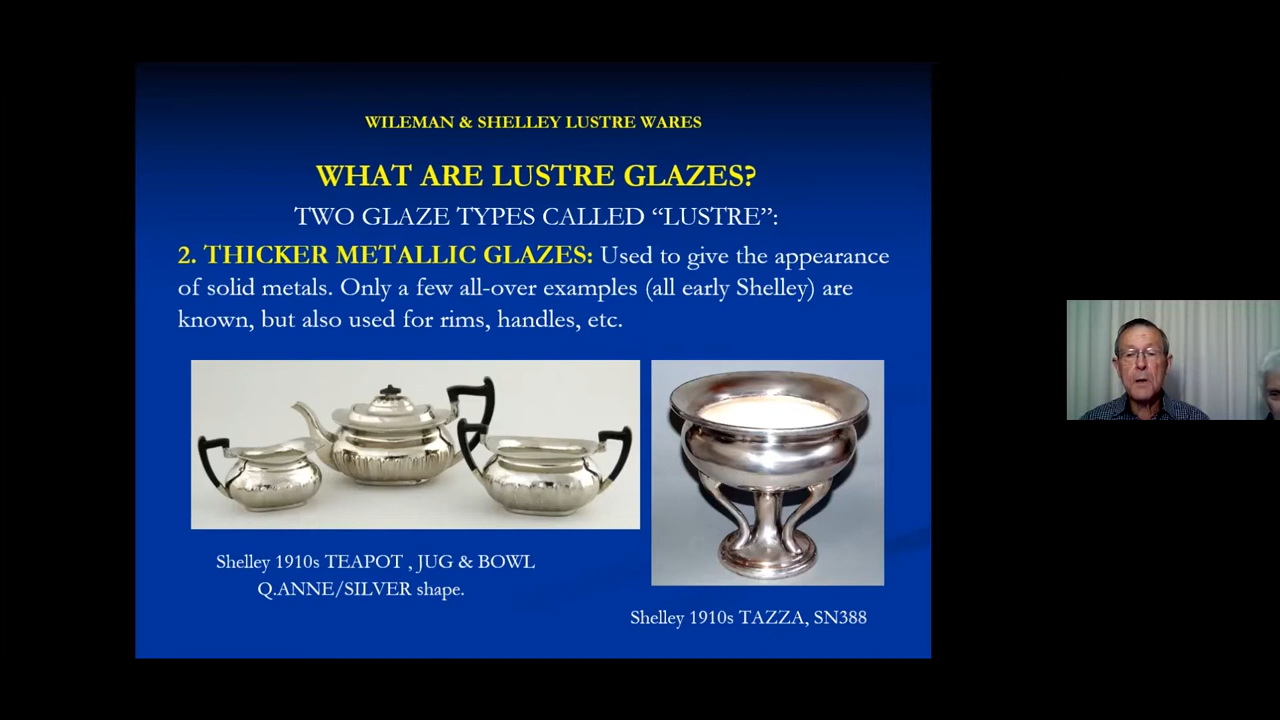 WILEMAN & SHELLEY LUSTRE WARES
WHAT ARE LUSTRE GLAZES?
TWO GLAZE TYPES CALLED “LUSTRE”:
2. THICKER METALLIC GLAZES: Used to give the appearance
of solid metals. Only a few all-over examples (all early Shelley) are
known, but also used for rims, handles, etc.
Shelley 1910s TEAPOT , JUG & BOWL
Q.ANNE/SILVER shape.
Shelley 1910s TAZZA, SN388